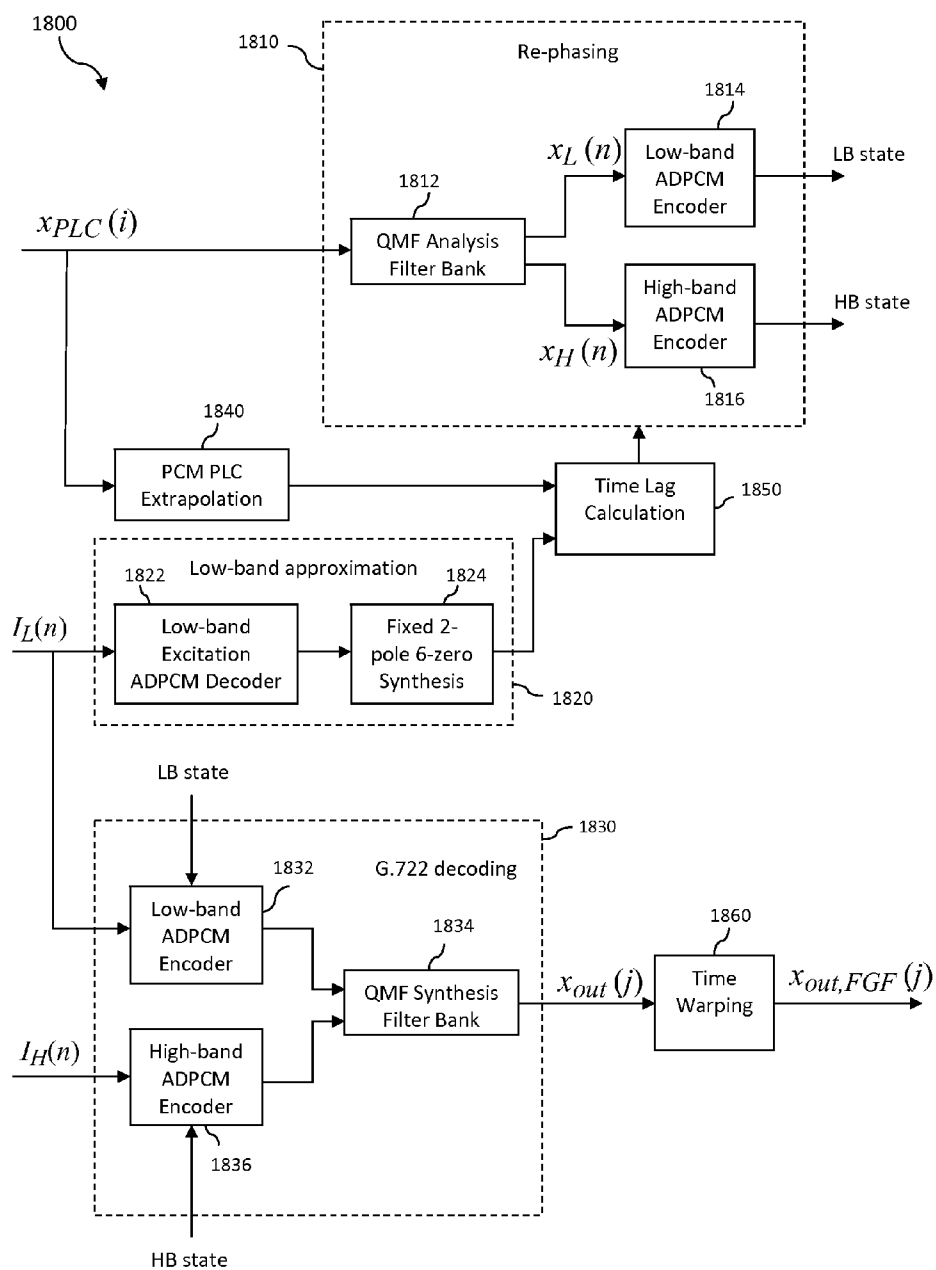 1800
1810
Re-phasing
1814
x_L(n)
Low-band
ADPCM
Encoder
LB state
1812
x_PLC(i)
QMF Analysis
Filter Bank
High-band
ADPCM
Encoder
HB state
x_H(n)
1816
1840
PCM PLC
Extrapolation
Time Lag
Calculation
1850
Low-band approximation
1822
1824
I_L(n)
Low-band
Excitation
ADPCM Decoder
Fixed 2-
pole 6-zero
Synthesis
1820
LB state
1830
G.722 decoding
1832
Low-band
ADPCM
Encoder
1834
QMF Synthesis
Filter Bank
x_out(j)
1860
Time
Warping
x_out,FGF(j)
I_H(n)
High-band
ADPCM
Encoder
1836
HB state